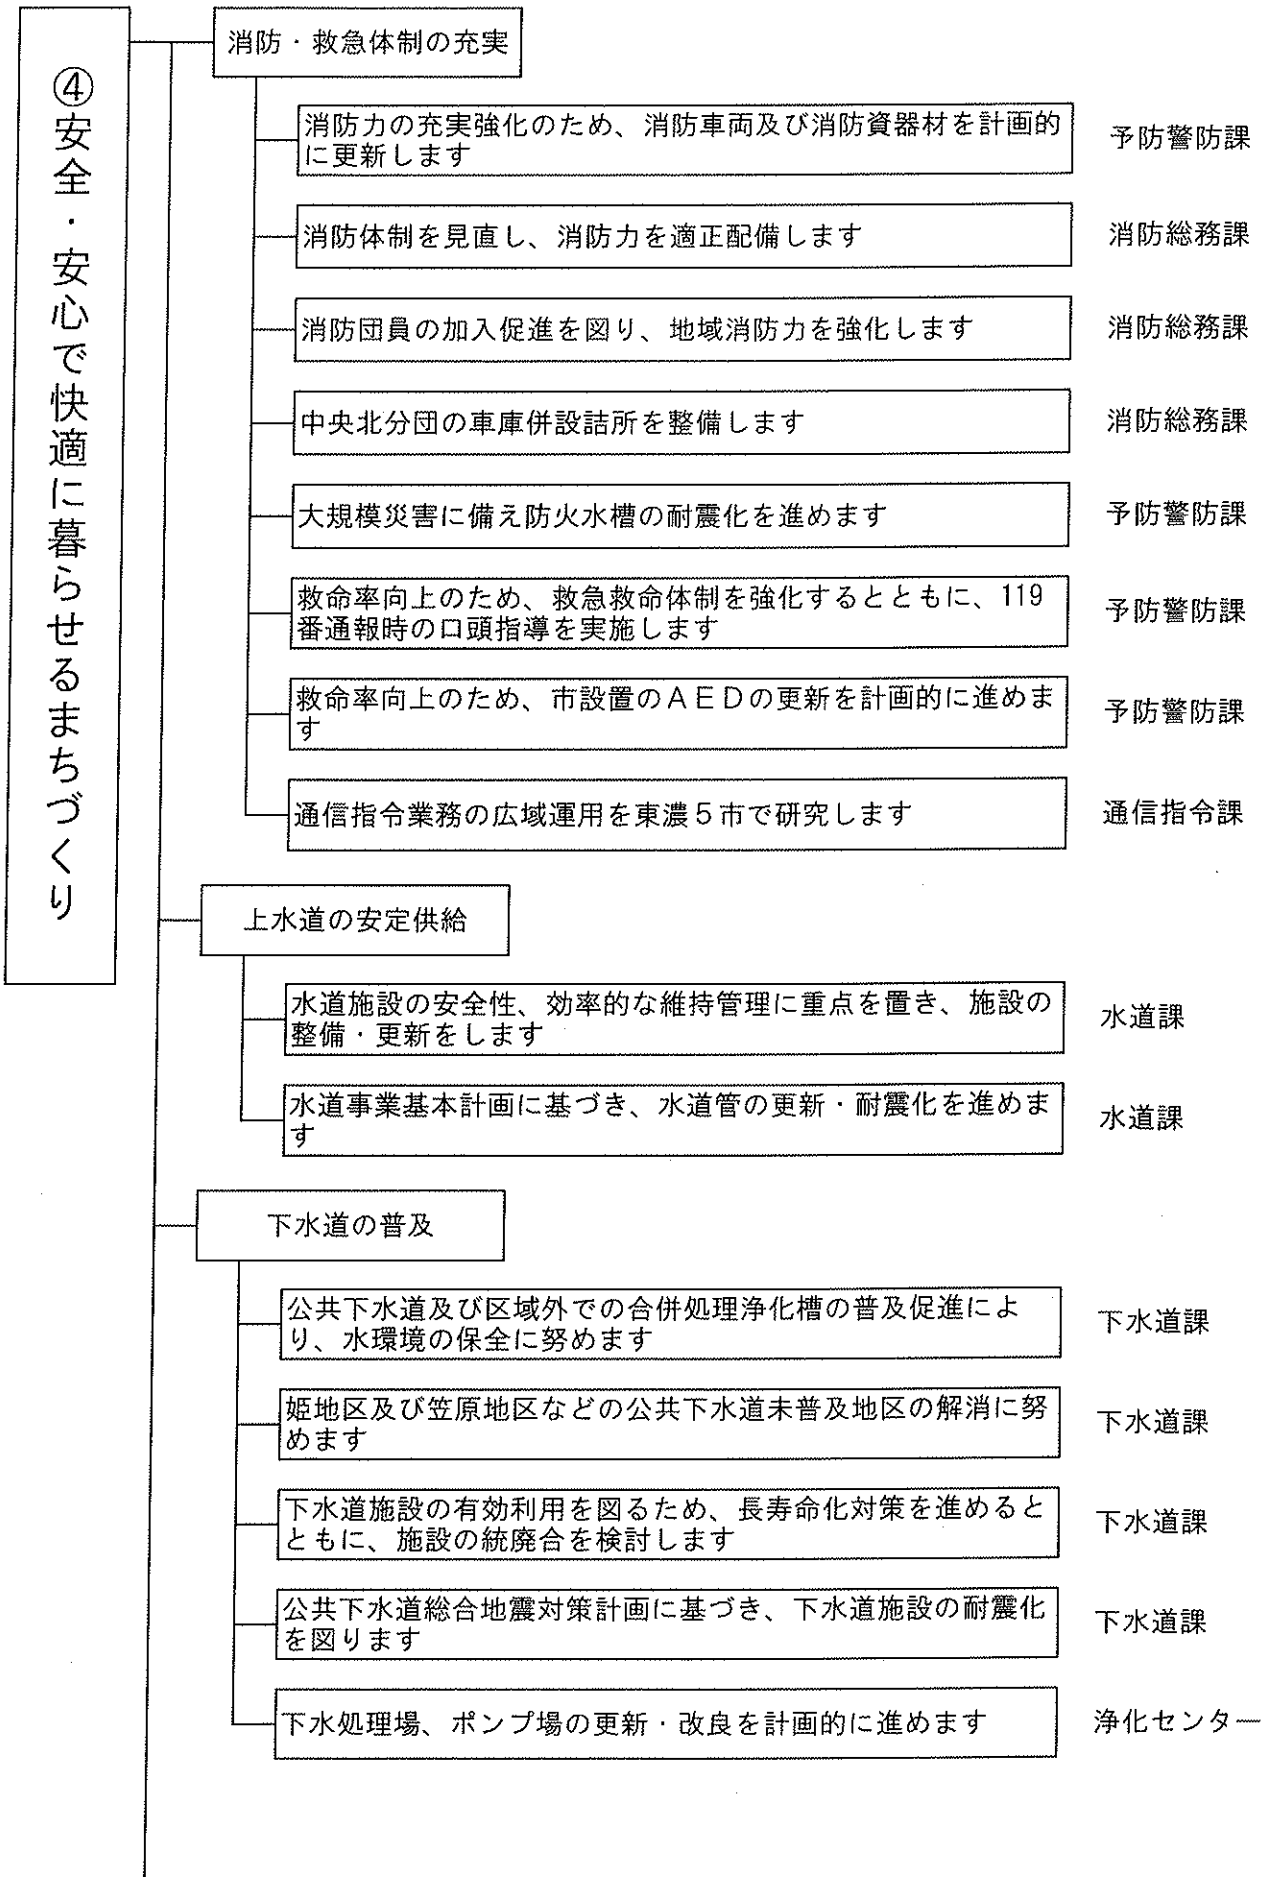 ④安全・安心で快適に暮らせるまちづくり
消防・救急体制の充実
消防力の充実強化のため、消防車両及び消防資器材を計画的
に更新します
予防警防課
消防体制を見直し、消防力を適正配備します
消防総務課
消防団員の加入促進を図り、地域消防力を強化します
消防総務課
中央北分団の車庫併設詰所を整備します
消防総務課
大規模災害に備え防火水槽の耐震化を進めます
予防警防課
救命率向上のため、救急救命体制を強化するとともに、119
番通報時の口頭指導を実施します
予防警防課
救命率向上のため、市設置のAEDの更新を計画的に進めま
す
予防警防課
通信指令業務の広域運用を東濃5市で研究します
通信指令課
上水道の安定供給
水道施設の安全性、効率的な維持管理に重点を置き、施設の
整備・更新をします
水道課
水道事業基本計画に基づき、水道管の更新・耐震化を進めま
す
水道課
下水道の普及
公共下水道及び区域外での合併処理浄化槽の普及促進によ
り、水環境の保全に努めます
下水道課
姫地区及び笠原地区などの公共下水道未普及地区の解消に努
めます
下水道課
下水道施設の有効利用を図るため、長寿命化対策を進めると
ともに、施設の統廃合を検討します
下水道課
公共下水道総合地震対策計画に基づき、下水道施設の耐震化
を図ります
下水道課
下水処理場、ポンプ場の更新・改良を計画的に進めます
浄化センター